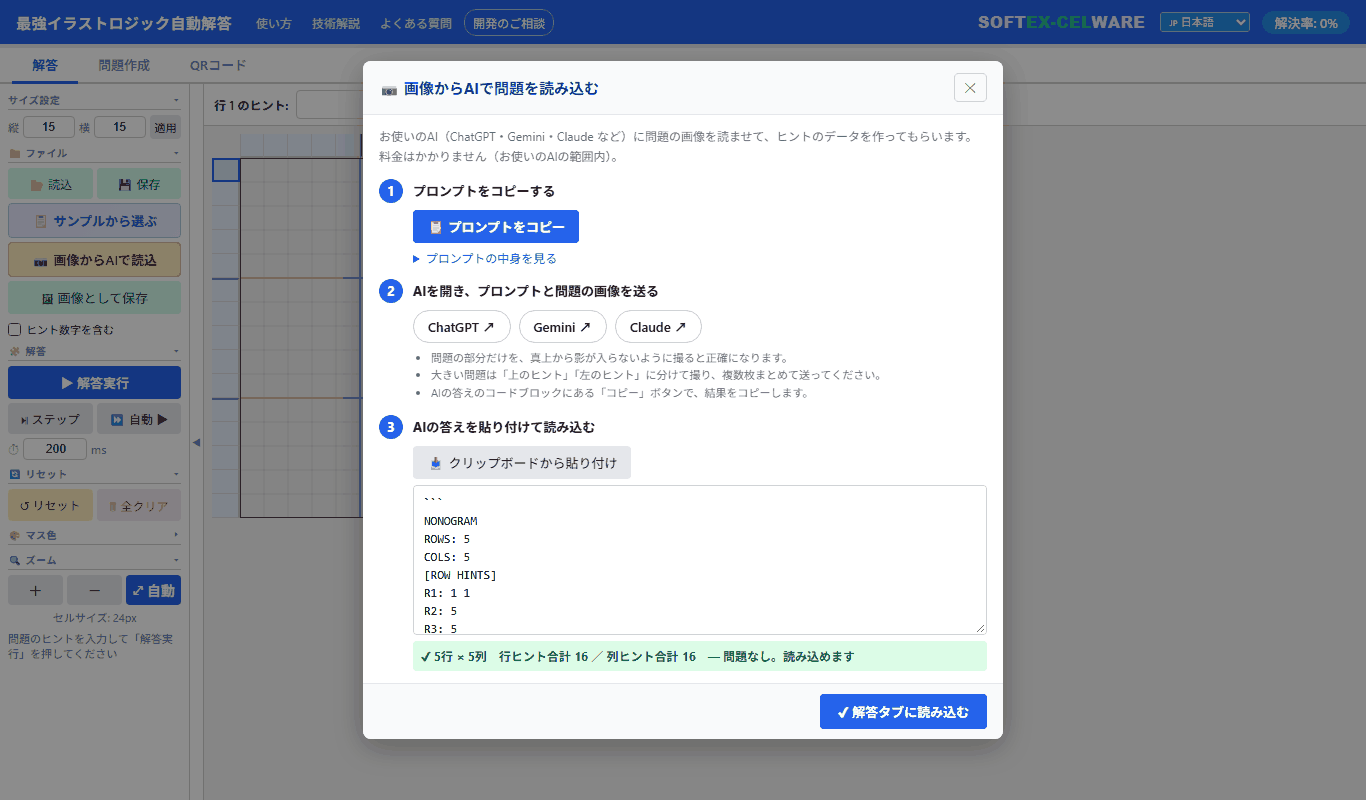 最強イラストロジック自動解答
使い方
技術解説
よくある質問
開発のご相談
SOFTEX-CELWARE
JP 日本語
解決率: 0%
解答
問題作成
QRコード
サイズ設定
縦 15 横 15 適用
ファイル
読込
保存
サンプルから選ぶ
画像からAIで読込
画像として保存
ヒント数字を含む
解答
▶ 解答実行
ステップ
自動 ▶
200 ms
リセット
↺ リセット
全クリア
マス色
ズーム
+
−
⤢ 自動
セルサイズ: 24px
問題のヒントを入力して「解答実
行」を押してください
行 1 のヒント:
画像からAIで問題を読み込む
お使いのAI（ChatGPT・Gemini・Claude など）に問題の画像を読ませて、ヒントのデータを作ってもらいます。
料金はかかりません（お使いのAIの範囲内）。
1 プロンプトをコピーする
プロンプトをコピー
▶ プロンプトの中身を見る
2 AIを開き、プロンプトと問題の画像を送る
ChatGPT ↗
Gemini ↗
Claude ↗
• 問題の部分だけを、真上から影が入らないように撮ると正確になります。
• 大きい問題は「上のヒント」「左のヒント」に分けて撮り、複数枚まとめて送ってください。
• AIの答えのコードブロックにある「コピー」ボタンで、結果をコピーします。
3 AIの答えを貼り付けて読み込む
クリップボードから貼り付け
```
NONOGRAM
ROWS: 5
COLS: 5
[ROW HINTS]
R1: 1 1
R2: 5
R3: 5
✔ 5行 × 5列 行ヒント合計 16 ／ 列ヒント合計 16 — 問題なし。読み込めます
✔ 解答タブに読み込む